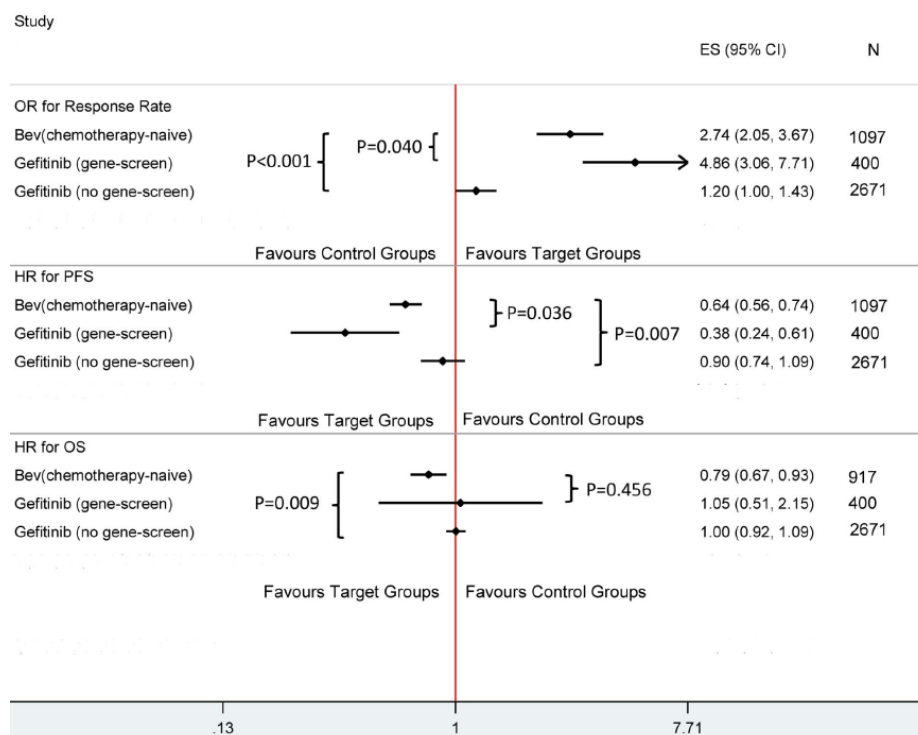 Study
ES (95% CI) N
OR for Response Rate
Bev(chemotherapy-naive) 2.74 (2.05, 3.67) 1097
P<0.001 P=0.040
Gefitinib (gene-screen) 4.86 (3.06, 7.71) 400
Gefitinib (no gene-screen) 1.20 (1.00, 1.43) 2671
Favours Control Groups Favours Target Groups
HR for PFS
Bev(chemotherapy-naive) 0.64 (0.56, 0.74) 1097
P=0.036
Gefitinib (gene-screen) P=0.007 0.38 (0.24, 0.61) 400
Gefitinib (no gene-screen) 0.90 (0.74, 1.09) 2671
Favours Target Groups Favours Control Groups
HR for OS
Bev(chemotherapy-naive) 0.79 (0.67, 0.93) 917
P=0.456
Gefitinib (gene-screen) P=0.009 1.05 (0.51, 2.15) 400
Gefitinib (no gene-screen) 1.00 (0.92, 1.09) 2671
Favours Target Groups Favours Control Groups
.13 1 7.71